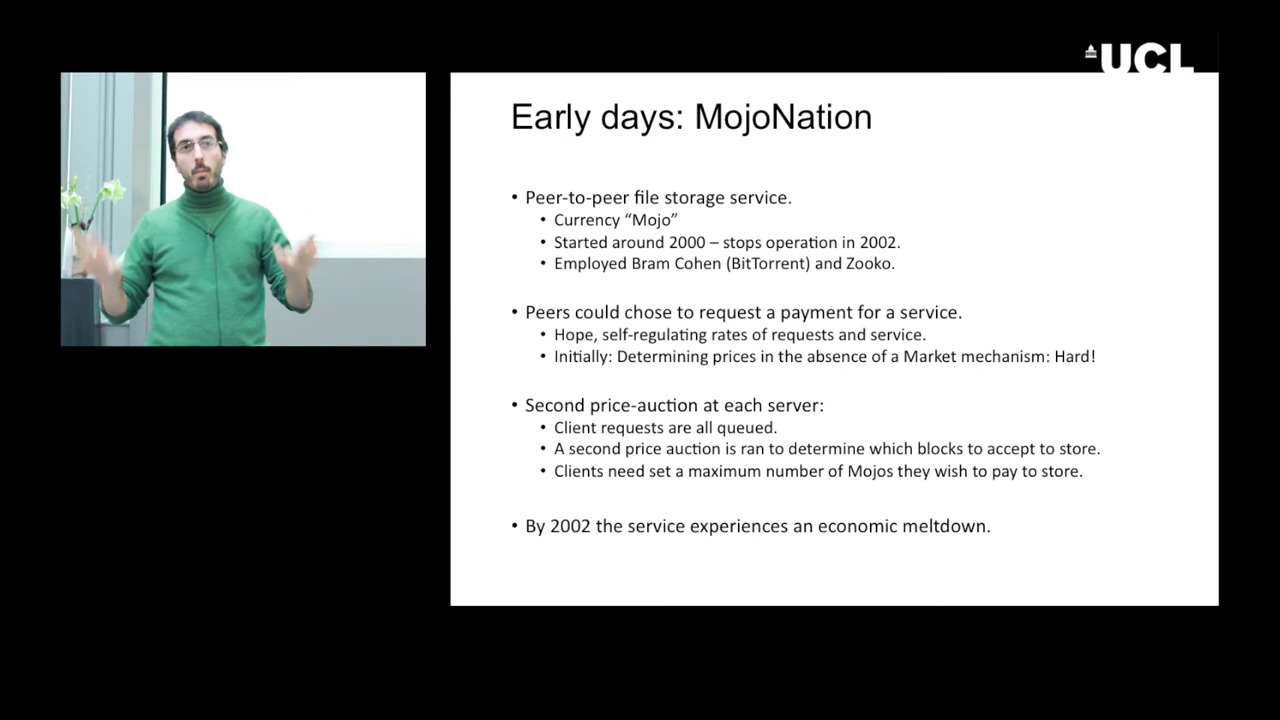 UCL
Early days: MojoNation
• Peer-to-peer file storage service.
• Currency “Mojo”
• Started around 2000 – stops operation in 2002.
• Employed Bram Cohen (BitTorrent) and Zooko.
• Peers could chose to request a payment for a service.
• Hope, self-regulating rates of requests and service.
• Initially: Determining prices in the absence of a Market mechanism: Hard!
• Second price-auction at each server:
• Client requests are all queued.
• A second price auction is ran to determine which blocks to accept to store.
• Clients need set a maximum number of Mojos they wish to pay to store.
• By 2002 the service experiences an economic meltdown.